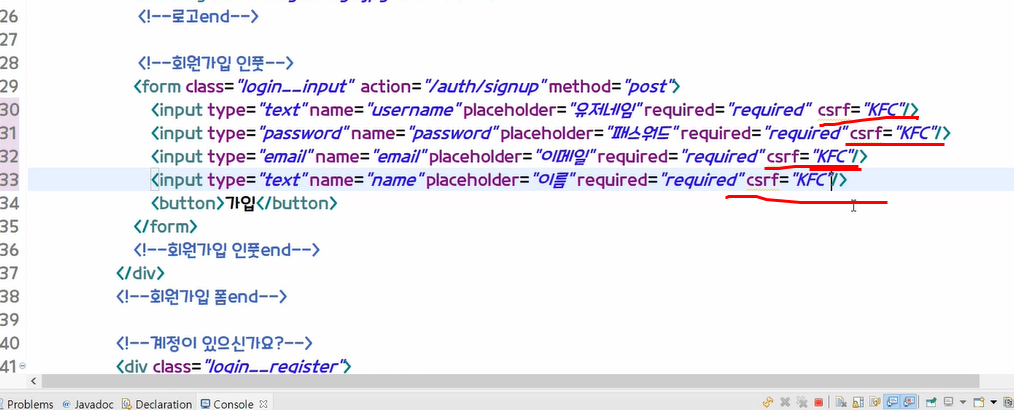 26 <!--로고end-->
27
28 <!--회원가입 인풋-->
29 <form class="login__input" action="/auth/signup" method="post">
30 <input type="text" name="username" placeholder="유저네임" required="required" csrf="KFC"/>
31 <input type="password" name="password" placeholder="패스워드" required="required" csrf="KFC"/>
32 <input type="email" name="email" placeholder="이메일" required="required" csrf="KFC"/>
33 <input type="text" name="name" placeholder="이름" required="required" csrf="KFC"/>
34 <button>가입</button>
35 </form>
36 <!--회원가입 인풋end-->
37 </div>
38 <!--회원가입 폼end-->
39
40 <!--계정이 있으신가요?-->
41 <div class="login__register">
Problems @ Javadoc Declaration Console